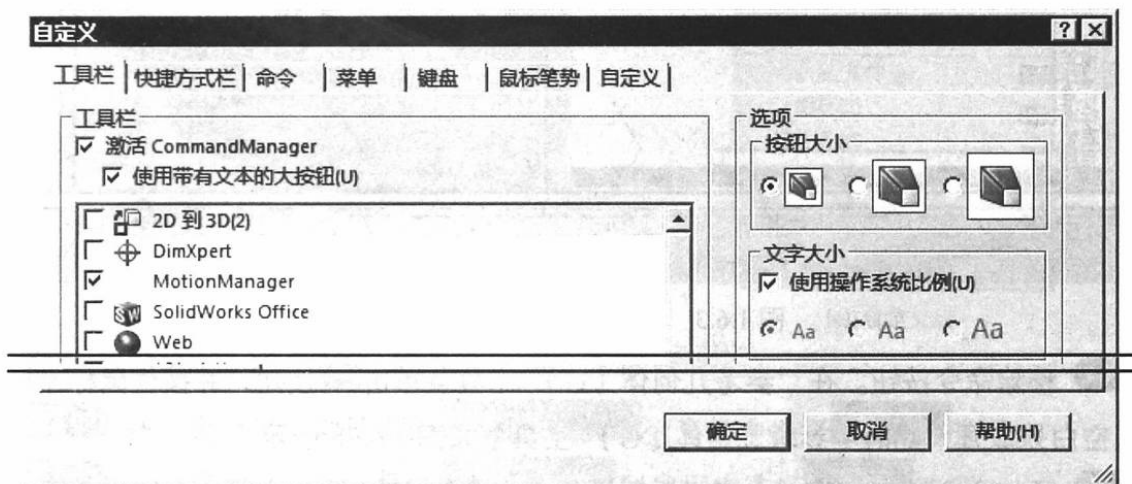 自定义
工具栏 快捷方式栏 命令 菜单 键盘 鼠标笔势 自定义
工具栏
激活 CommandManager
使用带有文本的大按钮(U)
2D 到 3D(2)
DimXpert
MotionManager
SolidWorks Office
Web
选项
按钮大小
文字大小
使用操作系统比例(U)
Aa Aa Aa
确定 取消 帮助(H)